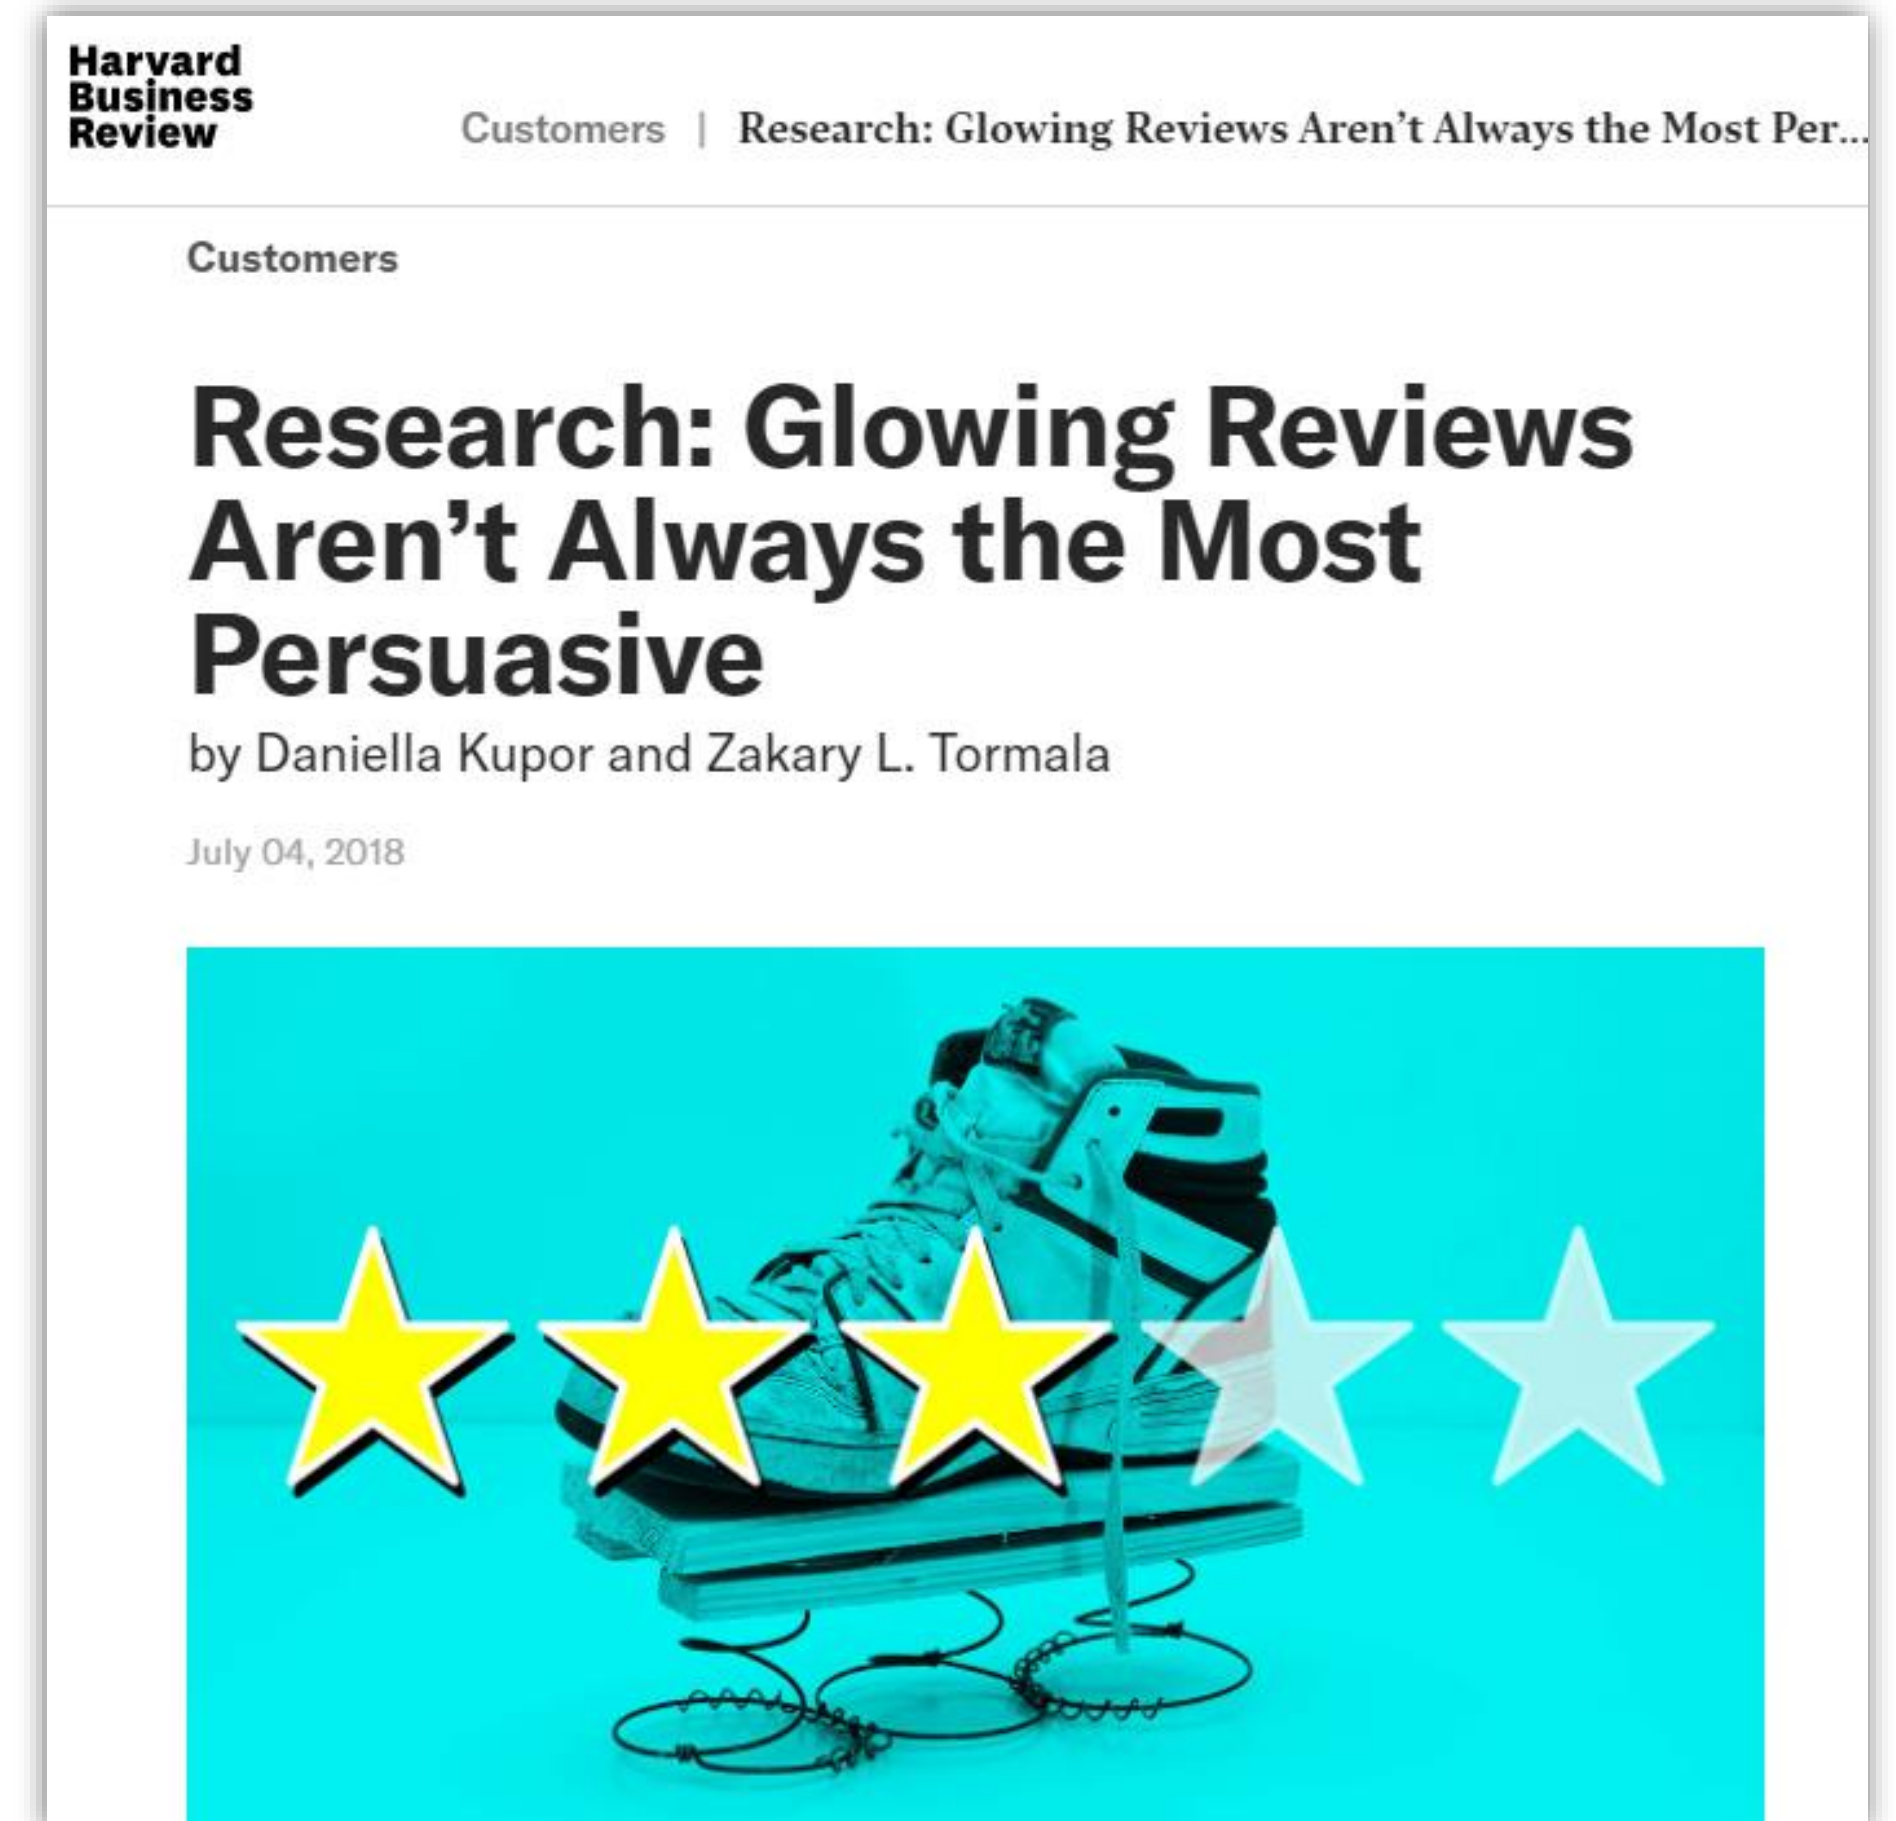 Harvard
Business
Review
Customers | Research: Glowing Reviews Aren't Always the Most Per...
Customers
Research: Glowing Reviews
Aren't Always the Most
Persuasive
by Daniella Kupor and Zakary L. Tormala
July 04, 2018